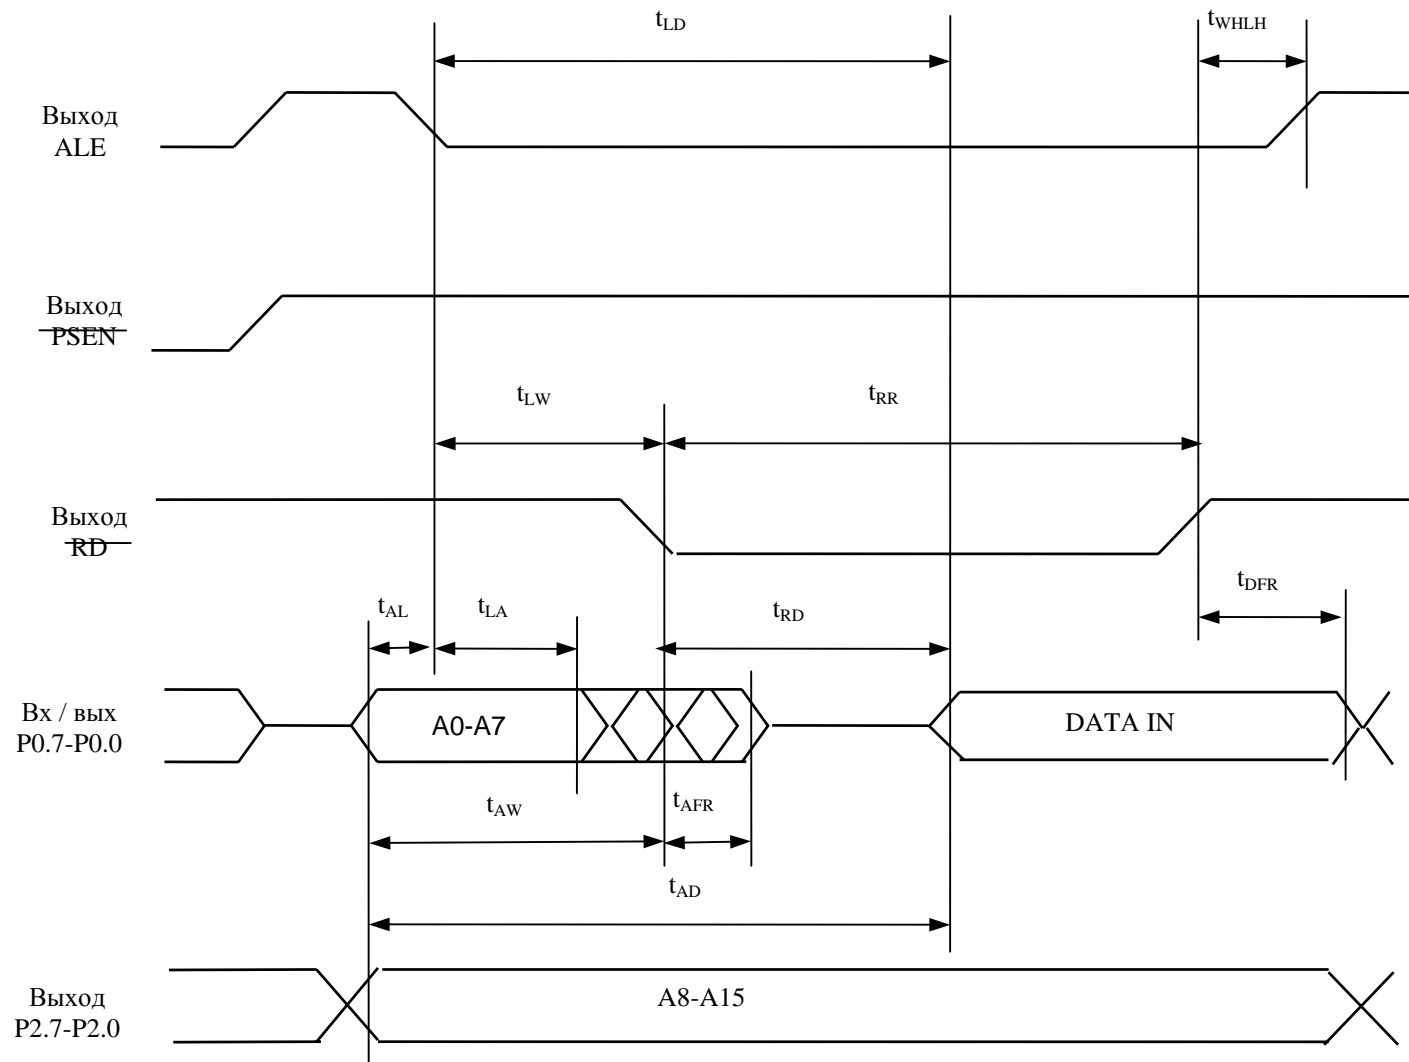 tLD
tWHLH
Выход
ALE
Выход
PSEN
tLW
tRR
Выход
RD
tDFR
tAL
tLA
tRD
Вх / вых
P0.7-P0.0
A0-A7
DATA IN
tAW
tAFR
tAD
Выход
P2.7-P2.0
A8-A15